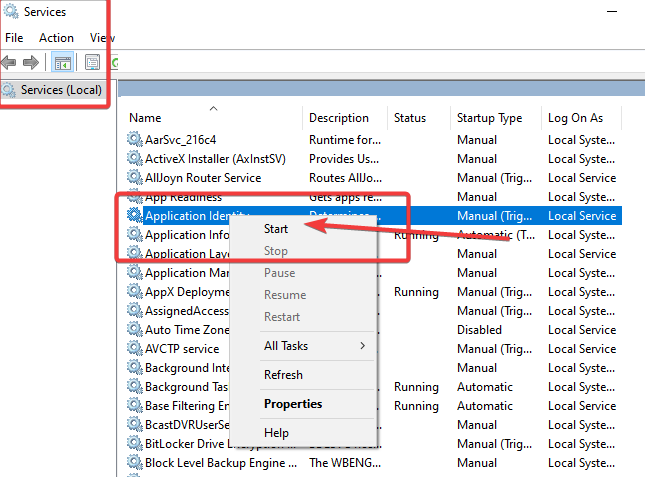 Services
File Action View
Services (Local)
Name Description Status Startup Type Log On As
AarSvc_216c4 Runtime for... Manual Local Syste...
ActiveX Installer (AxInstSV) Provides Us... Manual Local Syste...
AllJoyn Router Service Routes AllJo... Manual (Trig... Local Service
App Readiness Gets apps re... Manual Local Syste...
Application Identity Determines... Manual (Trig... Local Service
Start
Application Info Running Automatic (T... Local Syste...
Stop
Application Laye Manual Local Service
Pause
Application Man Manual Local Syste...
Resume
AppX Deployme Running Manual Local Syste...
Restart
AssignedAccess Manual (Trig... Local Syste...
Auto Time Zone Disabled Local Service
All Tasks
AVCTP service Manual (Trig... Local Service
Refresh
Background Inte Manual Local Syste...
Background Tas Running Automatic Local Syste...
Properties
Base Filtering En Running Automatic Local Service
BcastDVRUserSe Manual Local Syste...
Help
BitLocker Drive Encryption Manual (Trig... Local Syste...
Block Level Backup Engine ... The WBENG... Manual Local Syste...